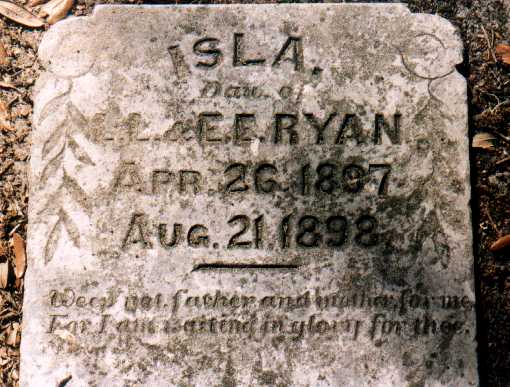 ISLA,
Dau. of
L.L. & E.E. RYAN.
APR. 26. 1897
AUG. 21. 1898
Weep not, father and mother, for me,
For I am waiting in glory for thee.